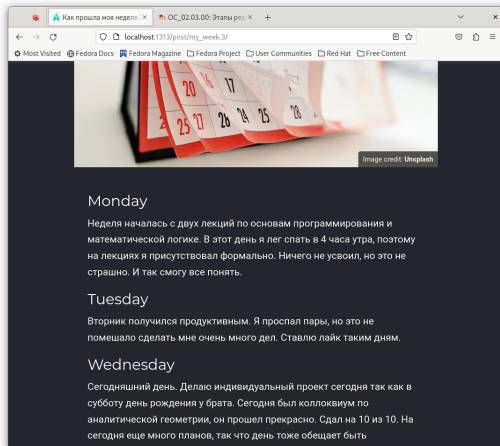 Как прошла моя неделя
ОС_02.03.00: Этапы реа
localhost:1313/post/my_week.3/
Most Visited Fedora Docs Fedora Magazine Fedora Project User Communities Red Hat Free Content
25 27 28 24 25
Image credit: Unsplash
Monday
Неделя началась с двух лекций по основам программирования и
математической логике. В этот день я лег спать в 4 часа утра, поэтому
на лекциях я присутствовал формально. Ничего не усвоил, но это не
страшно. И так смогу все понять.
Tuesday
Вторник получился продуктивным. Я проспал пары, но это не
помешало сделать мне очень много дел. Ставлю лайк таким дням.
Wednesday
Сегодняшний день. Делаю индивидуальный проект сегодня так как в
субботу день рождения у брата. Сегодня был коллоквиум по
аналитической геометрии, он прошел прекрасно. Сдал на 10 из 10. На
сегодня еще много планов, так что день тоже обещает быть